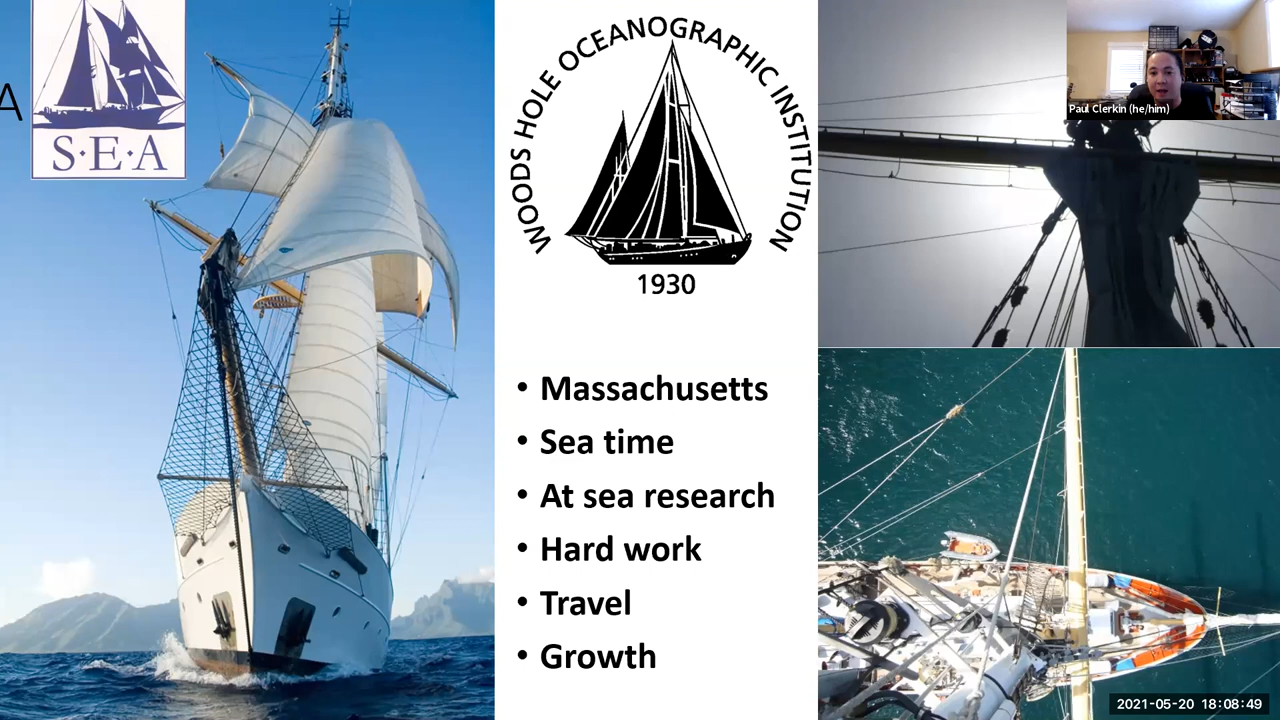 A
S·E·A
WOODS HOLE OCEANOGRAPHIC INSTITUTION
1930
Paul Clerkin (he/him)
• Massachusetts
• Sea time
• At sea research
• Hard work
• Travel
• Growth
2021-05-20 18:08:49